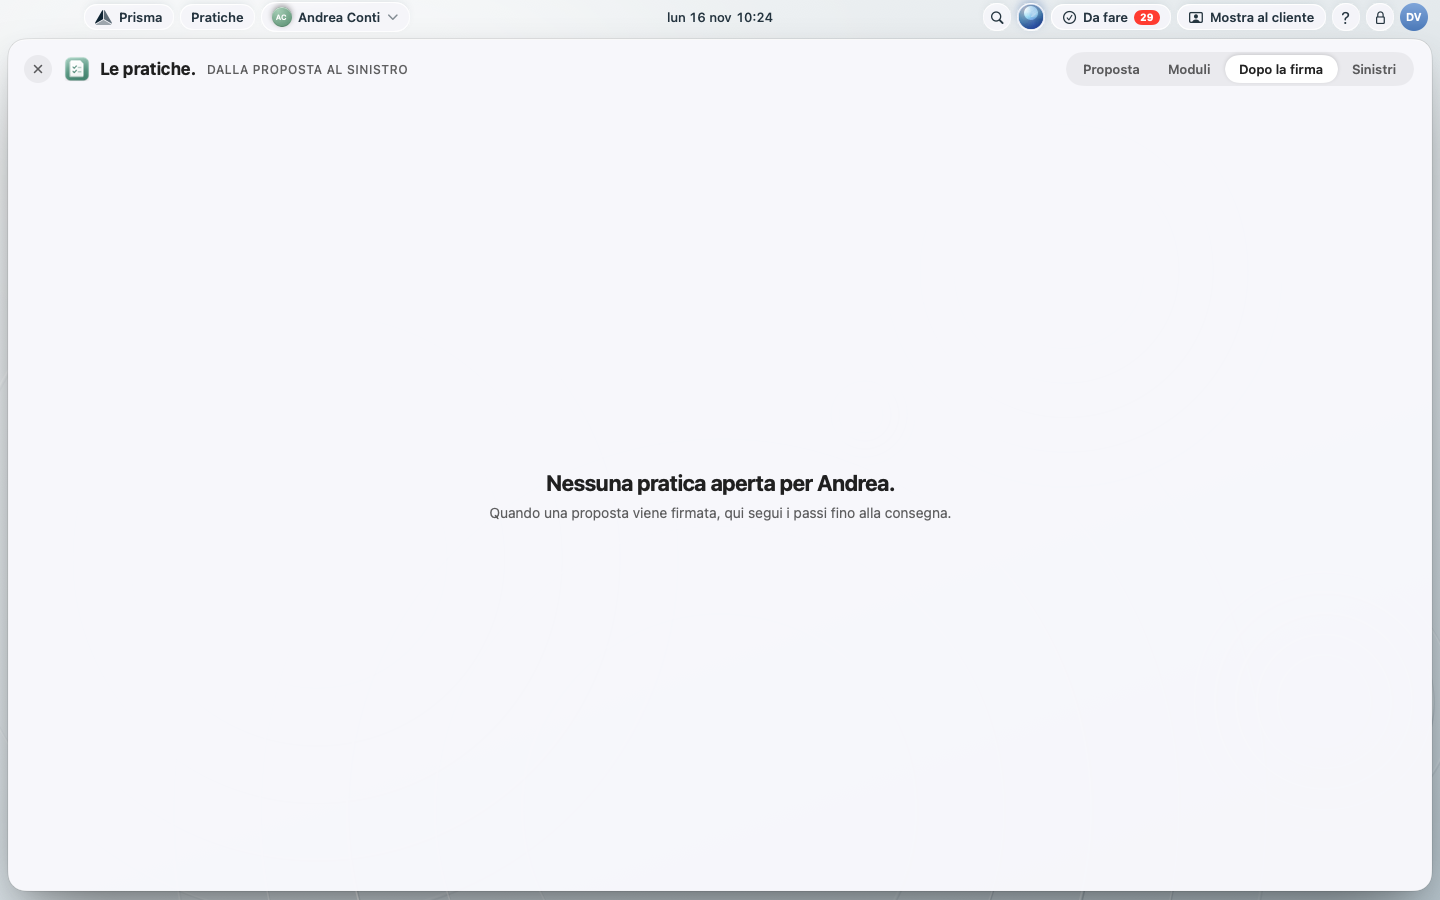 Prisma
Pratiche
AC Andrea Conti
lun 16 nov 10:24
Da fare 29
Mostra al cliente
?
DV
Le pratiche. DALLA PROPOSTA AL SINISTRO
Proposta
Moduli
Dopo la firma
Sinistri
Nessuna pratica aperta per Andrea.
Quando una proposta viene firmata, qui segui i passi fino alla consegna.